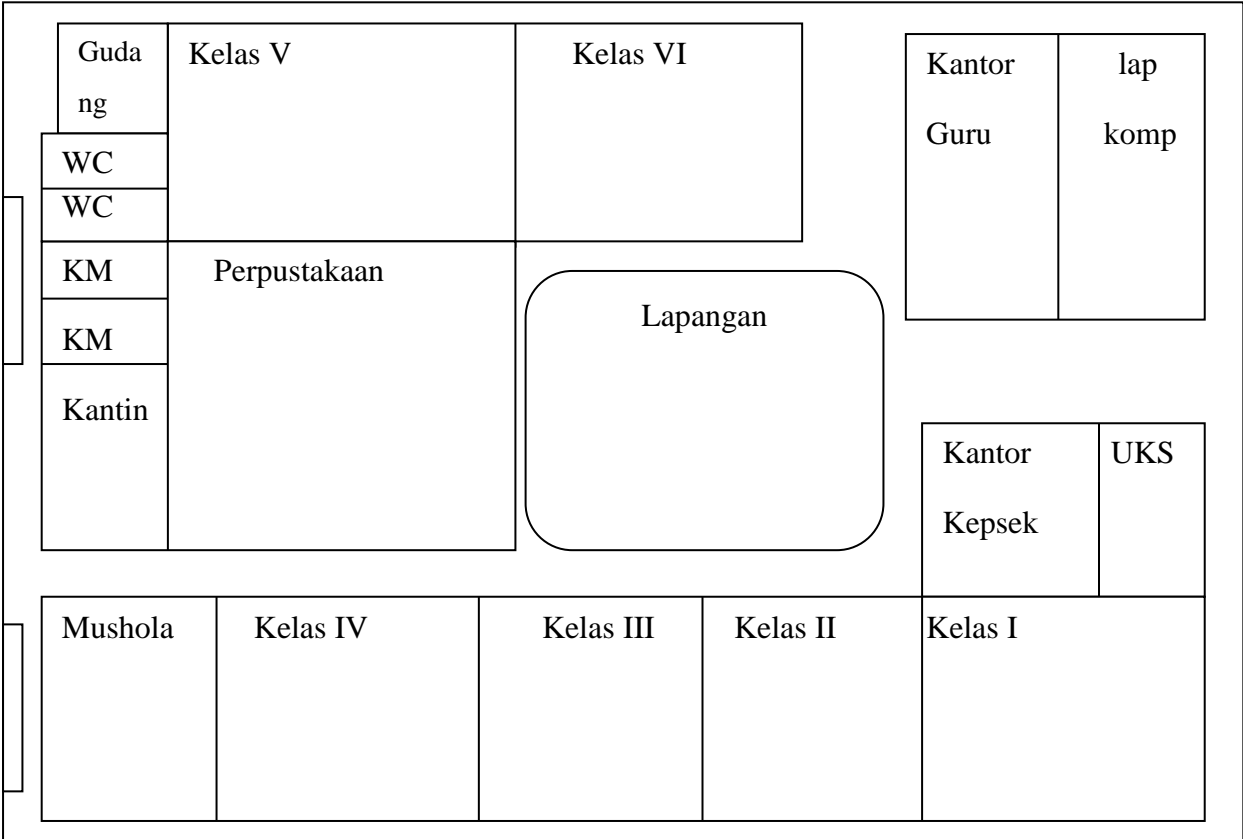 Guda
ng
Kelas V
Kelas VI
Kantor
Guru
lap
komp
WC
WC
KM
KM
Kantin
Perpustakaan
Lapangan
Kantor
Kepsek
UKS
Mushola
Kelas IV
Kelas III
Kelas II
Kelas I